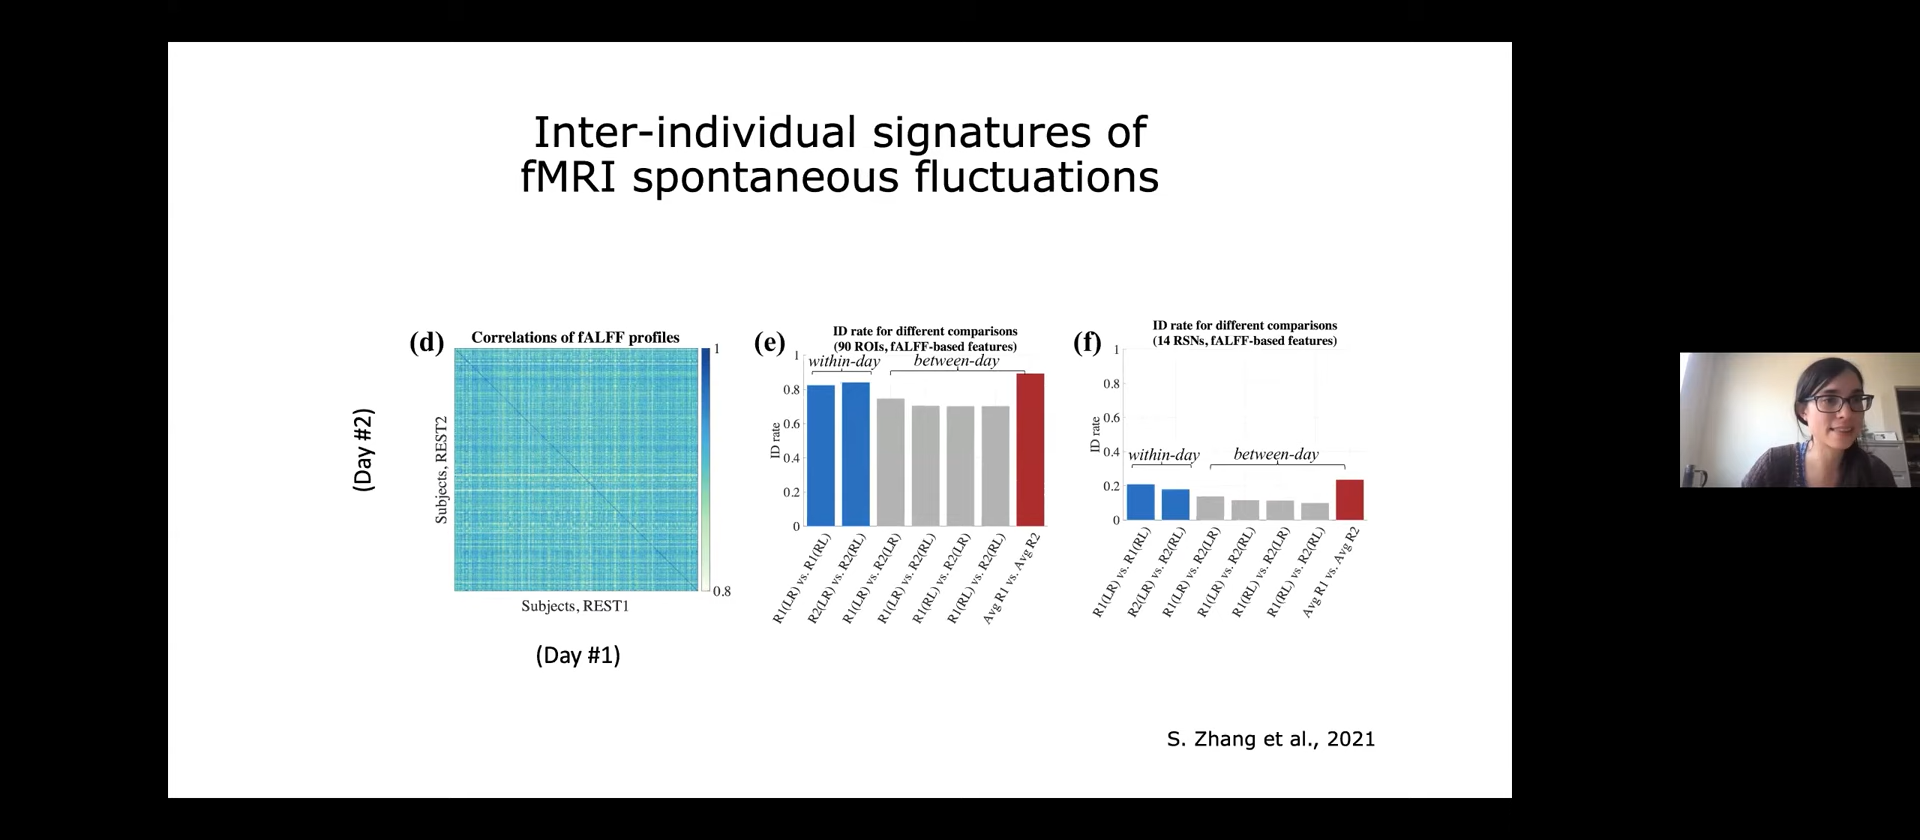 Inter-individual signatures of
fMRI spontaneous fluctuations
(d)
Correlations of fALFF profiles
1
0.8
Subjects, REST2
(Day #2)
Subjects, REST1
(Day #1)
(e)
ID rate for different comparisons
(90 ROIs, fALFF-based features)
within-day
between-day
ID rate
1
0.8
0.6
0.4
0.2
0
R1(LR) vs. R1(RL)
R2(LR) vs. R2(RL)
R1(LR) vs. R2(LR)
R1(LR) vs. R2(RL)
R1(RL) vs. R2(LR)
R1(RL) vs. R2(RL)
Avg R1 vs. Avg R2
(f)
ID rate for different comparisons
(14 RSNs, fALFF-based features)
within-day
between-day
ID rate
1
0.8
0.6
0.4
0.2
0
R1(LR) vs. R1(RL)
R2(LR) vs. R2(RL)
R1(LR) vs. R2(LR)
R1(LR) vs. R2(RL)
R1(RL) vs. R2(LR)
R1(RL) vs. R2(RL)
Avg R1 vs. Avg R2
S. Zhang et al., 2021